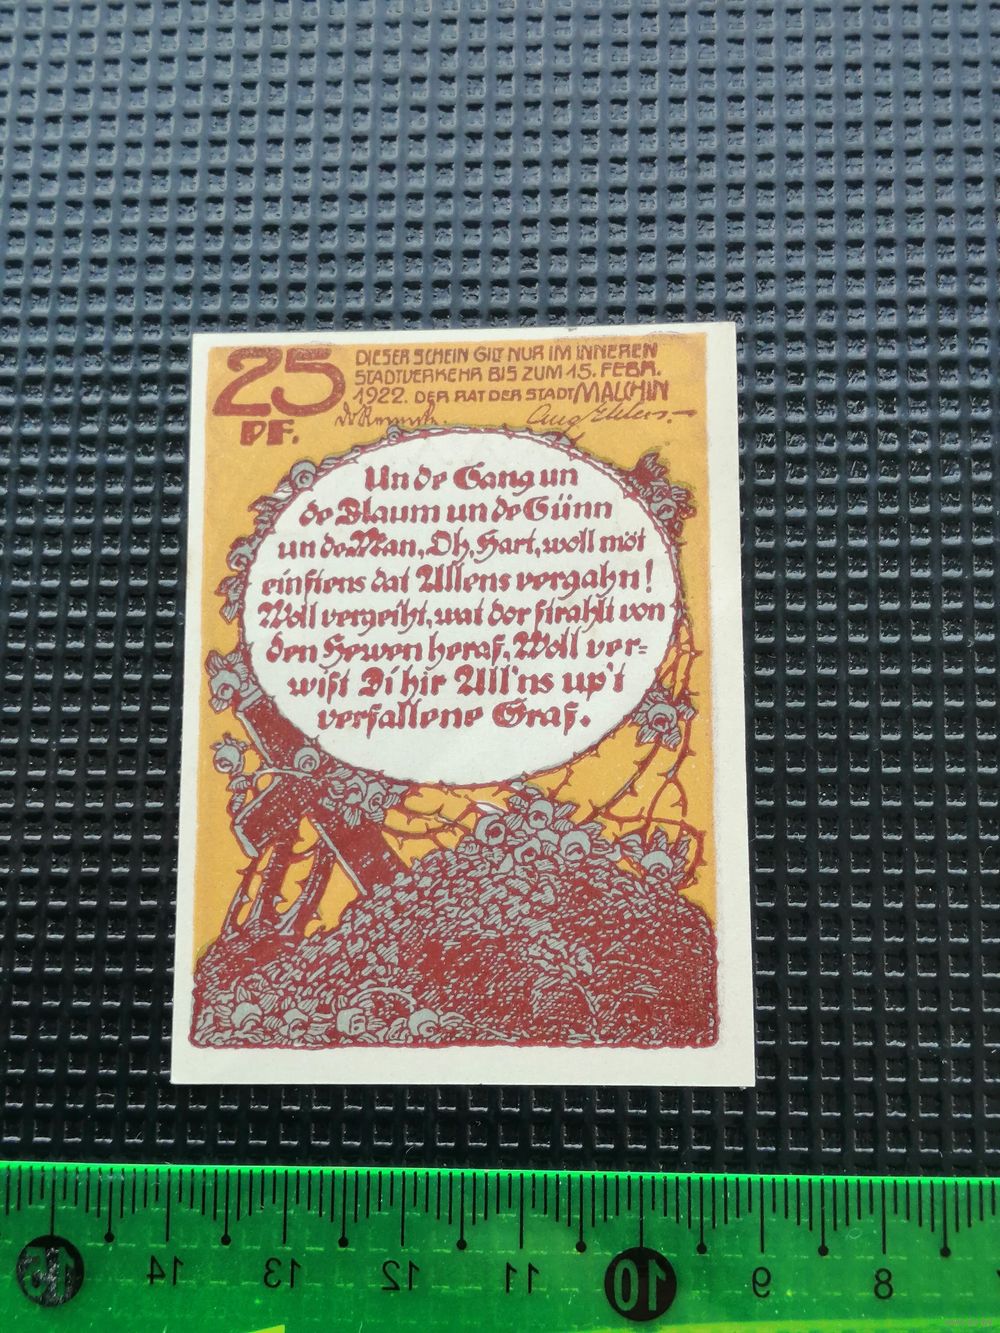 25
PF.
DIESER SCHEIN GILT NUR IM INNEREN
STADTVERKEHR BIS ZUM 15. FEBR.
1922. DER RAT DER STADT MALCHIN
Un de Sang un
de Blaum un de Sünn
un de Man, Oh, Hart, woll möt
einstens dat Allens vergahn!
Woll vergeiht, wat dor strahlt von
den Hewen heraf, Woll ver=
wist Di hir All'ns up't
verfallene Graf.
15 14 13 12 11 10 9 8